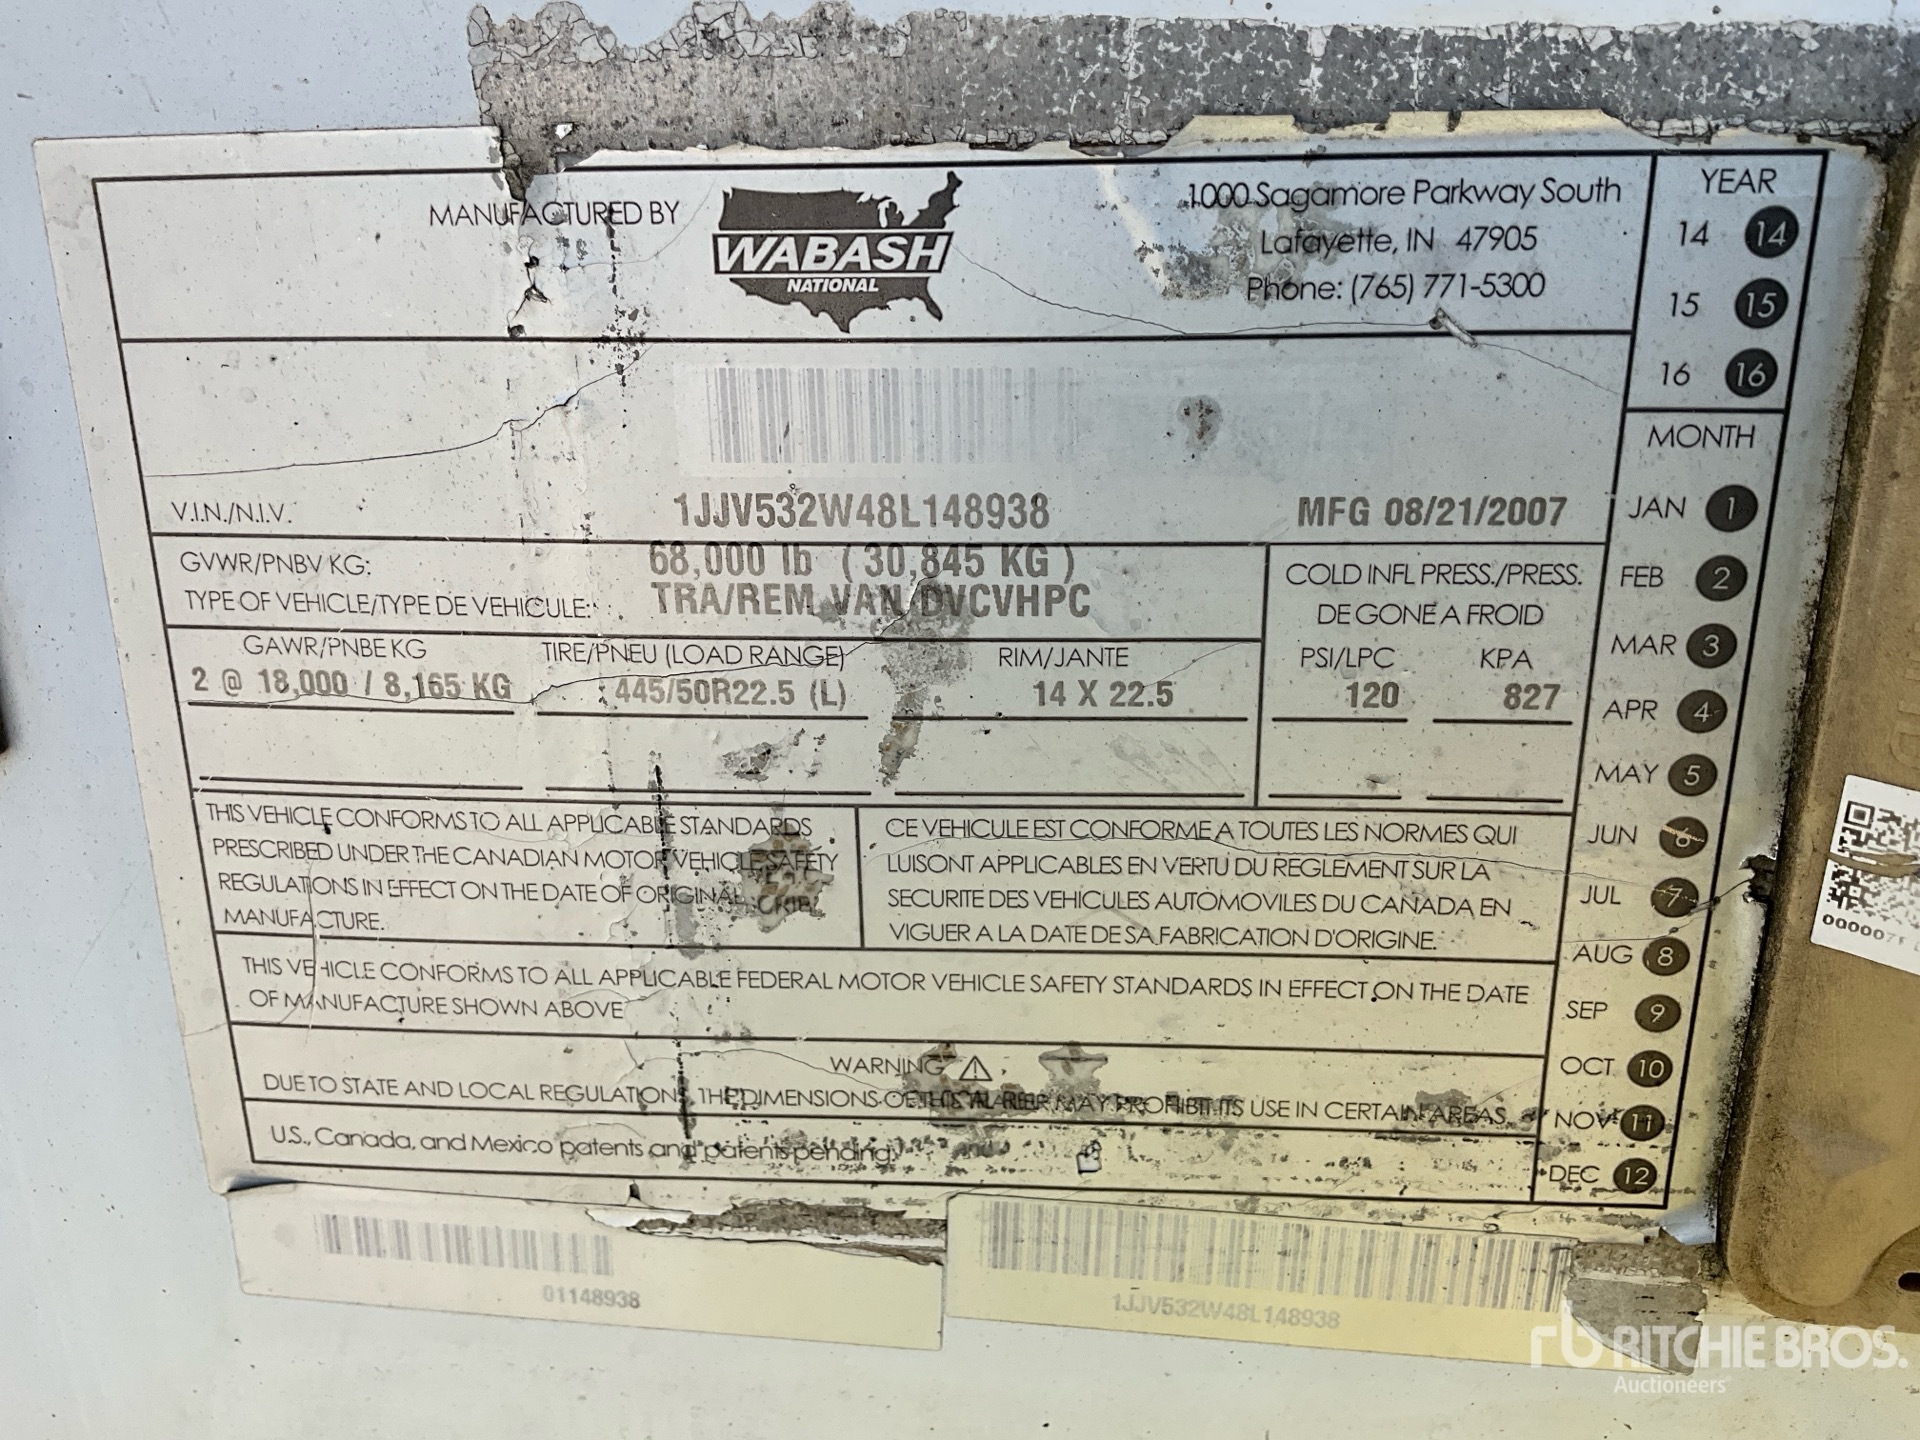 MANUFACTURED BY
WABASH
NATIONAL
1000 Sagamore Parkway South
Lafayette, IN 47905
Phone: (765) 771-5300
YEAR
14 14
15 15
16 16
MONTH
JAN 1
FEB 2
MAR 3
APR 4
MAY 5
JUN 6
JUL 7
AUG 8
SEP 9
OCT 10
NOV 11
DEC 12
V.I.N./N.I.V. 1JJV532W48L148938 MFG 08/21/2007
GVWR/PNBV KG: 68,000 lb (30,845 KG)
TYPE OF VEHICLE/TYPE DE VEHICULE: TRA/REM VAN DVCVHPC
COLD INFL PRESS./PRESS.
DE GONE A FROID
GAWR/PNBE KG TIRE/PNEU (LOAD RANGE) RIM/JANTE PSI/LPC KPA
2 @ 18,000 / 8,165 KG 445/50R22.5 (L) 14 X 22.5 120 827
THIS VEHICLE CONFORMS TO ALL APPLICABLE STANDARDS
PRESCRIBED UNDER THE CANADIAN MOTOR VEHICLE SAFETY
REGULATIONS IN EFFECT ON THE DATE OF ORIGINAL
MANUFACTURE.
CE VEHICULE EST CONFORME A TOUTES LES NORMES QUI
LUI SONT APPLICABLES EN VERTU DU REGLEMENT SUR LA
SECURITE DES VEHICULES AUTOMOVILES DU CANADA EN
VIGUER A LA DATE DE SA FABRICATION D'ORIGINE.
THIS VEHICLE CONFORMS TO ALL APPLICABLE FEDERAL MOTOR VEHICLE SAFETY STANDARDS IN EFFECT ON THE DATE
OF MANUFACTURE SHOWN ABOVE
WARNING
DUE TO STATE AND LOCAL REGULATIONS, THE DIMENSIONS OF THIS TRAILER MAY PROHIBIT ITS USE IN CERTAIN AREAS.
U.S., Canada, and Mexico patents and patents pending.
01148938
1JJV532W48L148938
rb RITCHIE BROS.
Auctioneers